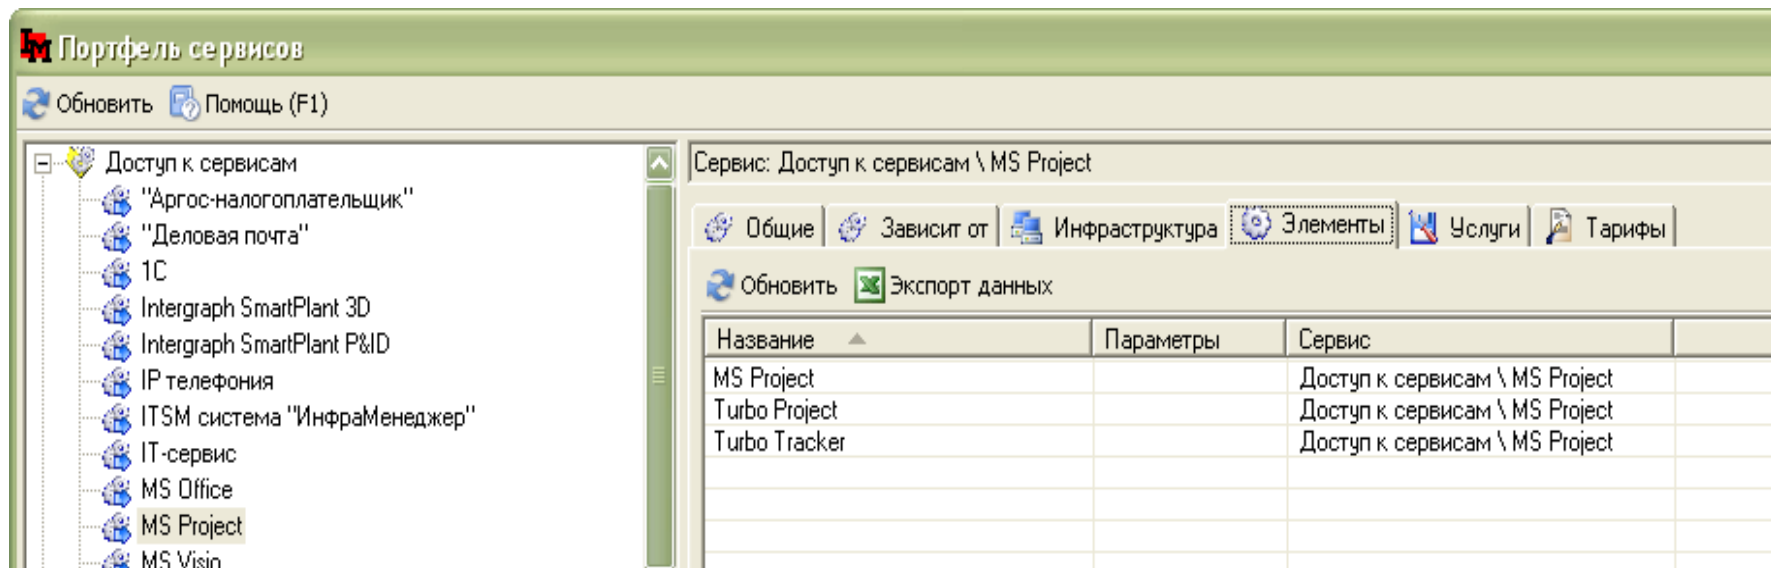 Портфель сервисов
Обновить Помощь (F1)
Доступ к сервисам
"Аргос-налогоплательщик"
"Деловая почта"
1С
Intergraph SmartPlant 3D
Intergraph SmartPlant P&ID
IP телефония
ITSM система "ИнфраМенеджер"
IT-сервис
MS Office
MS Project
MS Visio
Сервис: Доступ к сервисам \ MS Project
Общие Зависит от Инфраструктура Элементы Услуги Тарифы
Обновить Экспорт данных
Название Параметры Сервис
MS Project Доступ к сервисам \ MS Project
Turbo Project Доступ к сервисам \ MS Project
Turbo Tracker Доступ к сервисам \ MS Project